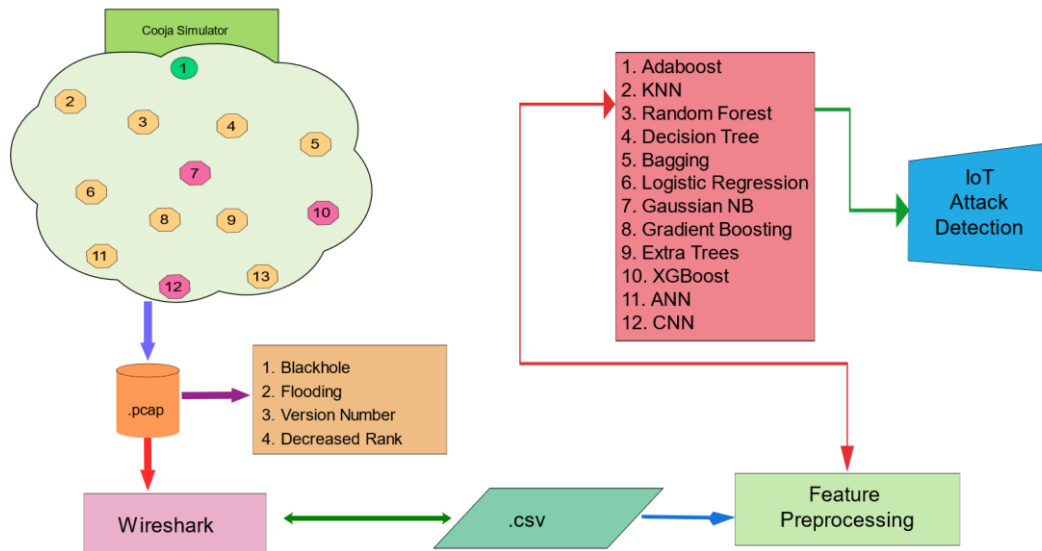 Cooja Simulator
1
2
3
4
5
7
6
10
8
9
11
13
12
.pcap
1. Blackhole
2. Flooding
3. Version Number
4. Decreased Rank
Wireshark
.csv
Feature
Preprocessing
1. Adaboost
2. KNN
3. Random Forest
4. Decision Tree
5. Bagging
6. Logistic Regression
7. Gaussian NB
8. Gradient Boosting
9. Extra Trees
10. XGBoost
11. ANN
12. CNN
IoT
Attack
Detection